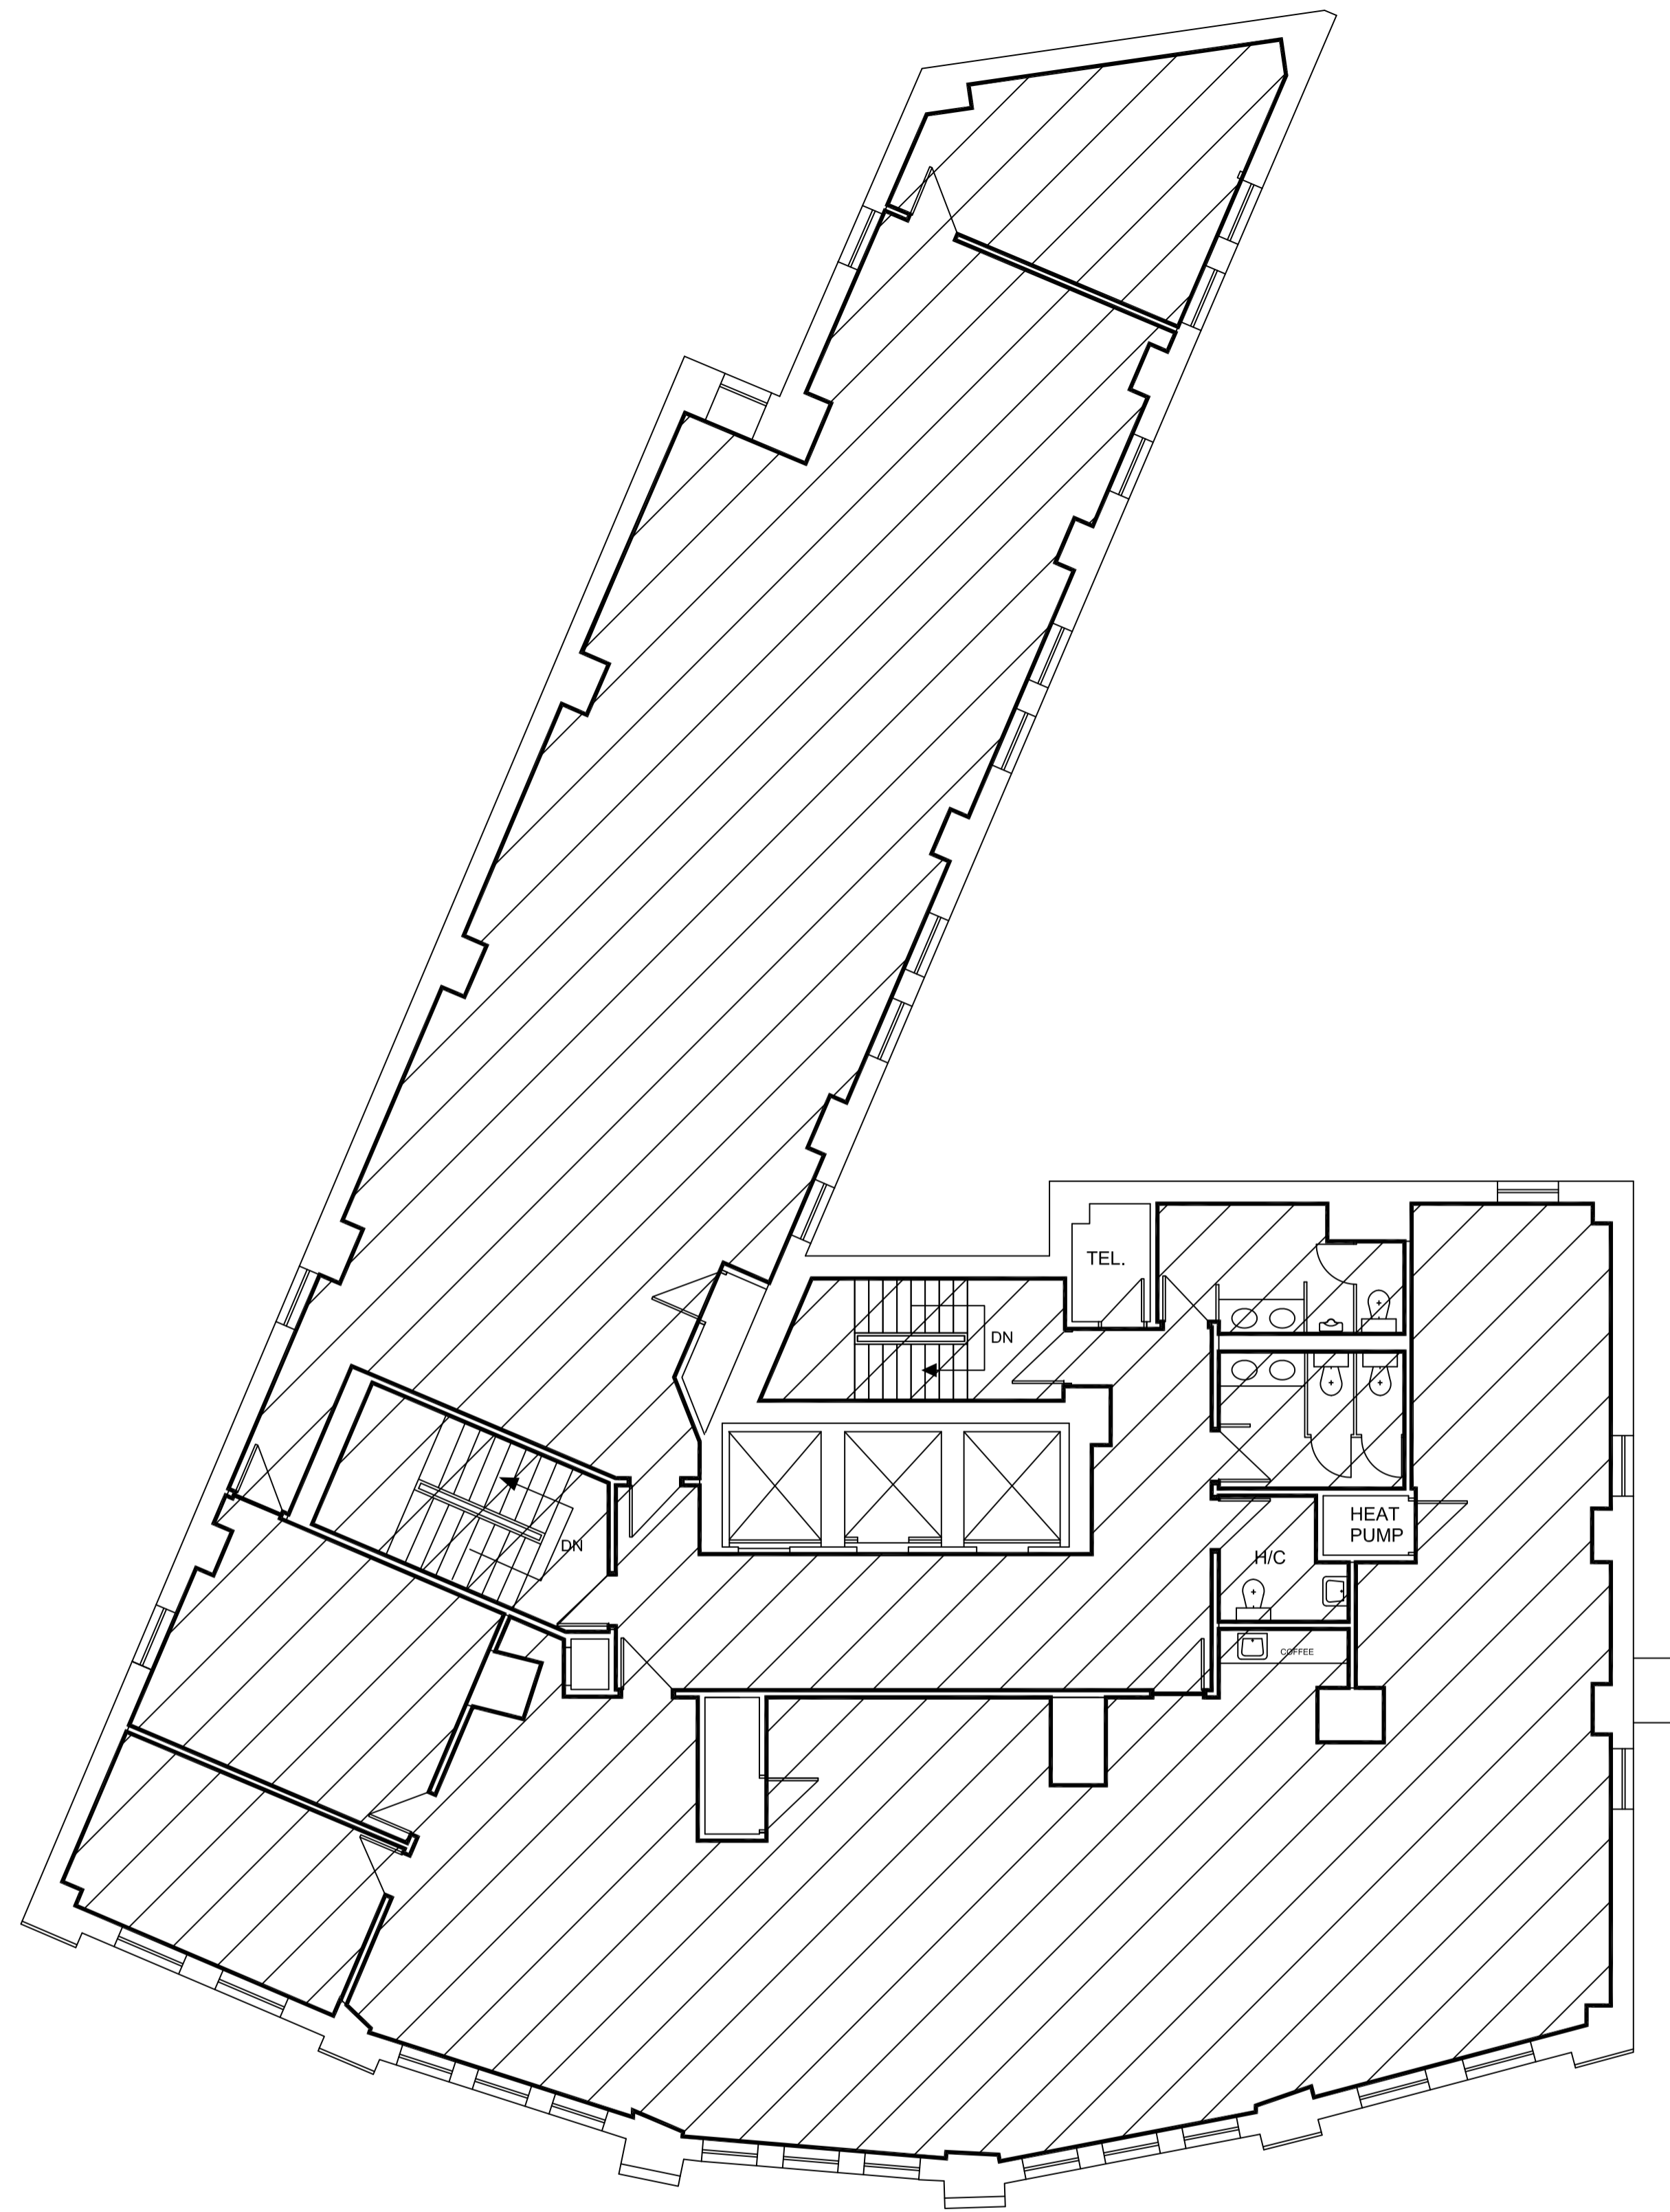 TEL.
DN
HEAT
PUMP
DN
H/C
COFFEE